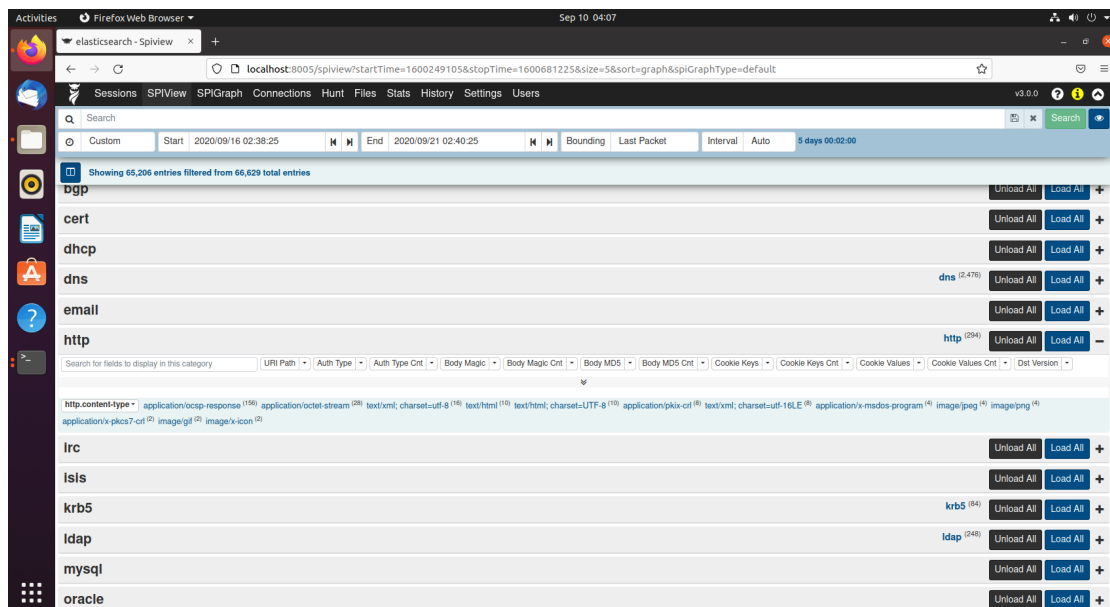 Activities Firefox Web Browser Sep 10 04:07
elasticsearch - Spiview × +
localhost:8005/spiview?startTime=1600249105&stopTime=1600681225&size=5&sort=graph&spiGraphType=default
Sessions SPIView SPIGraph Connections Hunt Files Stats History Settings Users v3.0.0
Search Search
Custom Start 2020/09/16 02:38:25 End 2020/09/21 02:40:25 Bounding Last Packet Interval Auto 5 days 00:02:00
Showing 65,206 entries filtered from 66,629 total entries
bgp Unload All Load All
cert Unload All Load All
dhcp Unload All Load All
dns dns (2,476) Unload All Load All
email Unload All Load All
http http (294) Unload All Load All
Search for fields to display in this category URI Path Auth Type Auth Type Cnt Body Magic Body Magic Cnt Body MD5 Body MD5 Cnt Cookie Keys Cookie Keys Cnt Cookie Values Cookie Values Cnt Dst Version
http.content-type application/ocsp-response (156) application/octet-stream (28) text/xml; charset=utf-8 (16) text/html (10) text/html; charset=UTF-8 (10) application/pkix-crl (8) text/xml; charset=utf-16LE (8) application/x-msdos-program (4) image/jpeg (4) image/png (4)
application/x-pkcs7-crl (2) image/gif (2) image/x-icon (2)
irc Unload All Load All
isis Unload All Load All
krb5 krb5 (84) Unload All Load All
ldap ldap (248) Unload All Load All
mysql Unload All Load All
oracle Unload All Load All